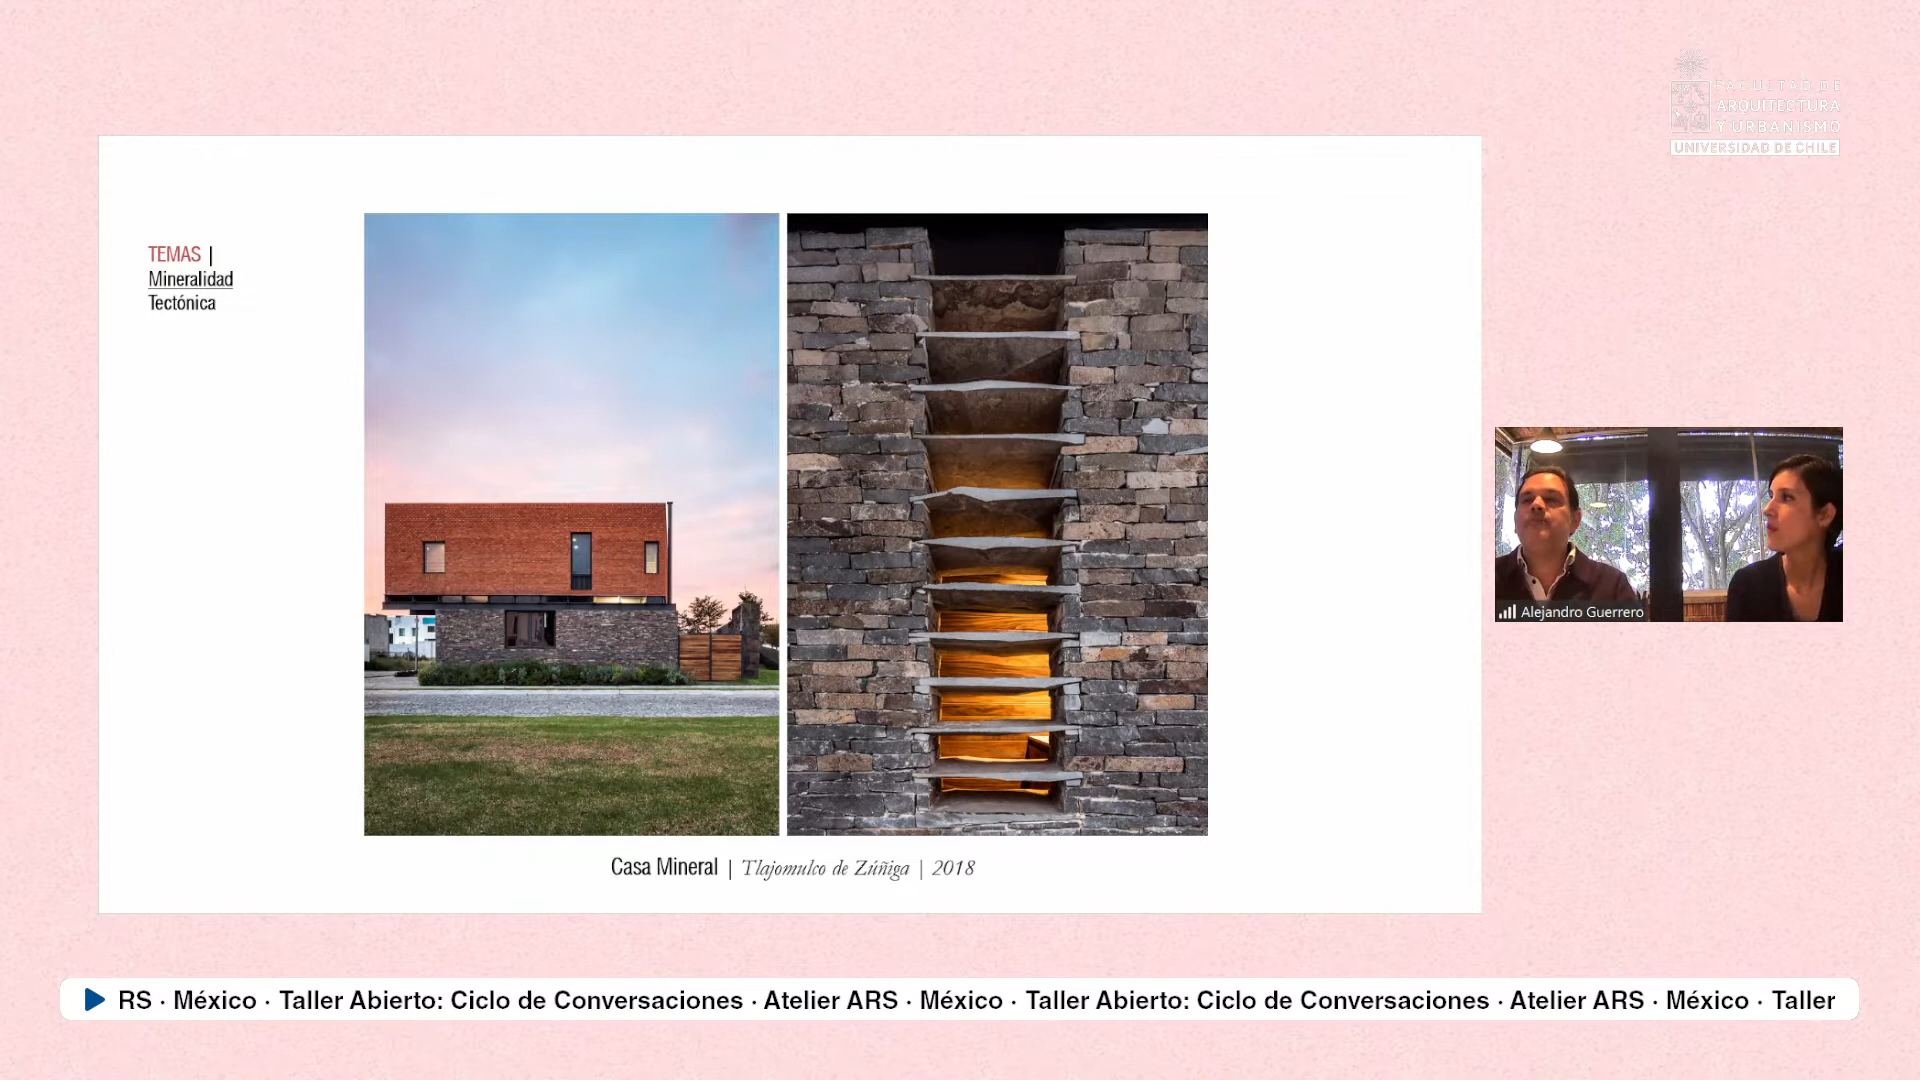 FACULTAD DE
ARQUITECTURA
Y URBANISMO
UNIVERSIDAD DE CHILE
TEMAS |
Mineralidad
Tectónica
Casa Mineral | Tlajomulco de Zúñiga | 2018
Alejandro Guerrero
RS · México · Taller Abierto: Ciclo de Conversaciones · Atelier ARS · México · Taller Abierto: Ciclo de Conversaciones · Atelier ARS · México · Taller